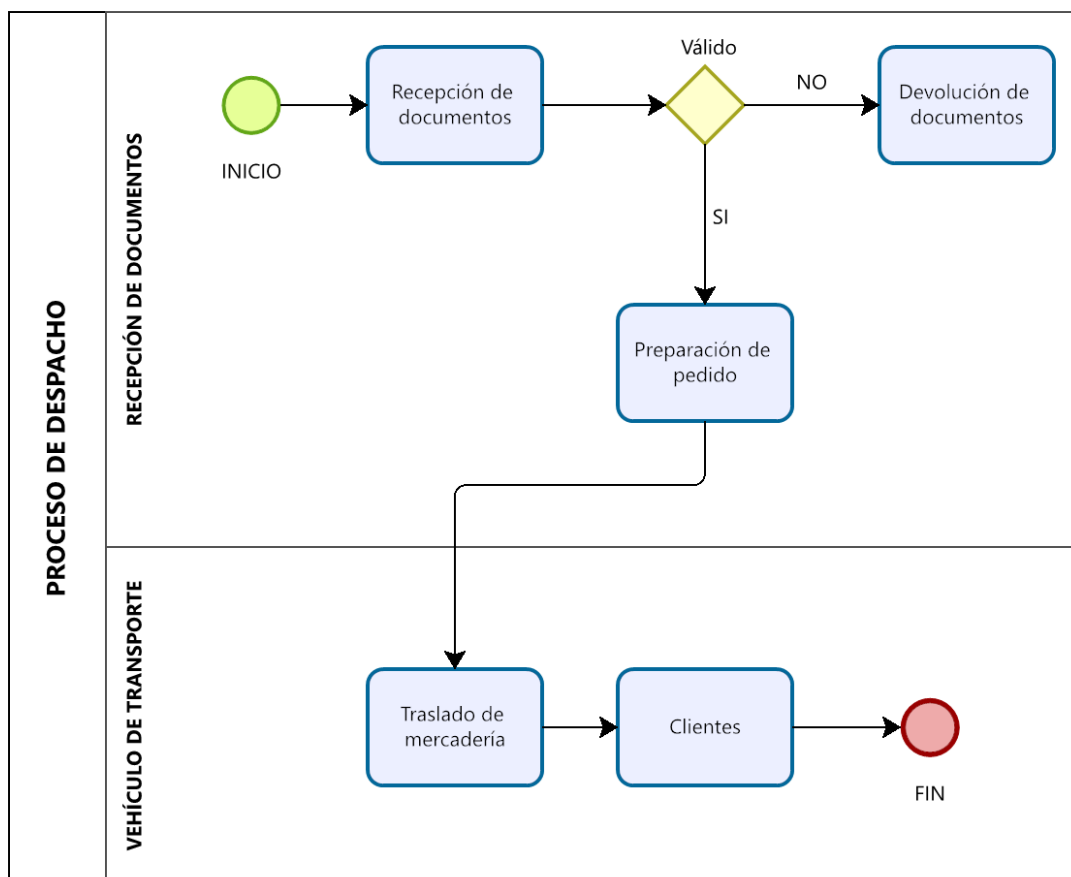 PROCESO DE DESPACHO
RECEPCIÓN DE DOCUMENTOS
INICIO
Recepción de
documentos
Válido
NO
Devolución de
documentos
SI
Preparación de
pedido
VEHÍCULO DE TRANSPORTE
Traslado de
mercadería
Clientes
FIN